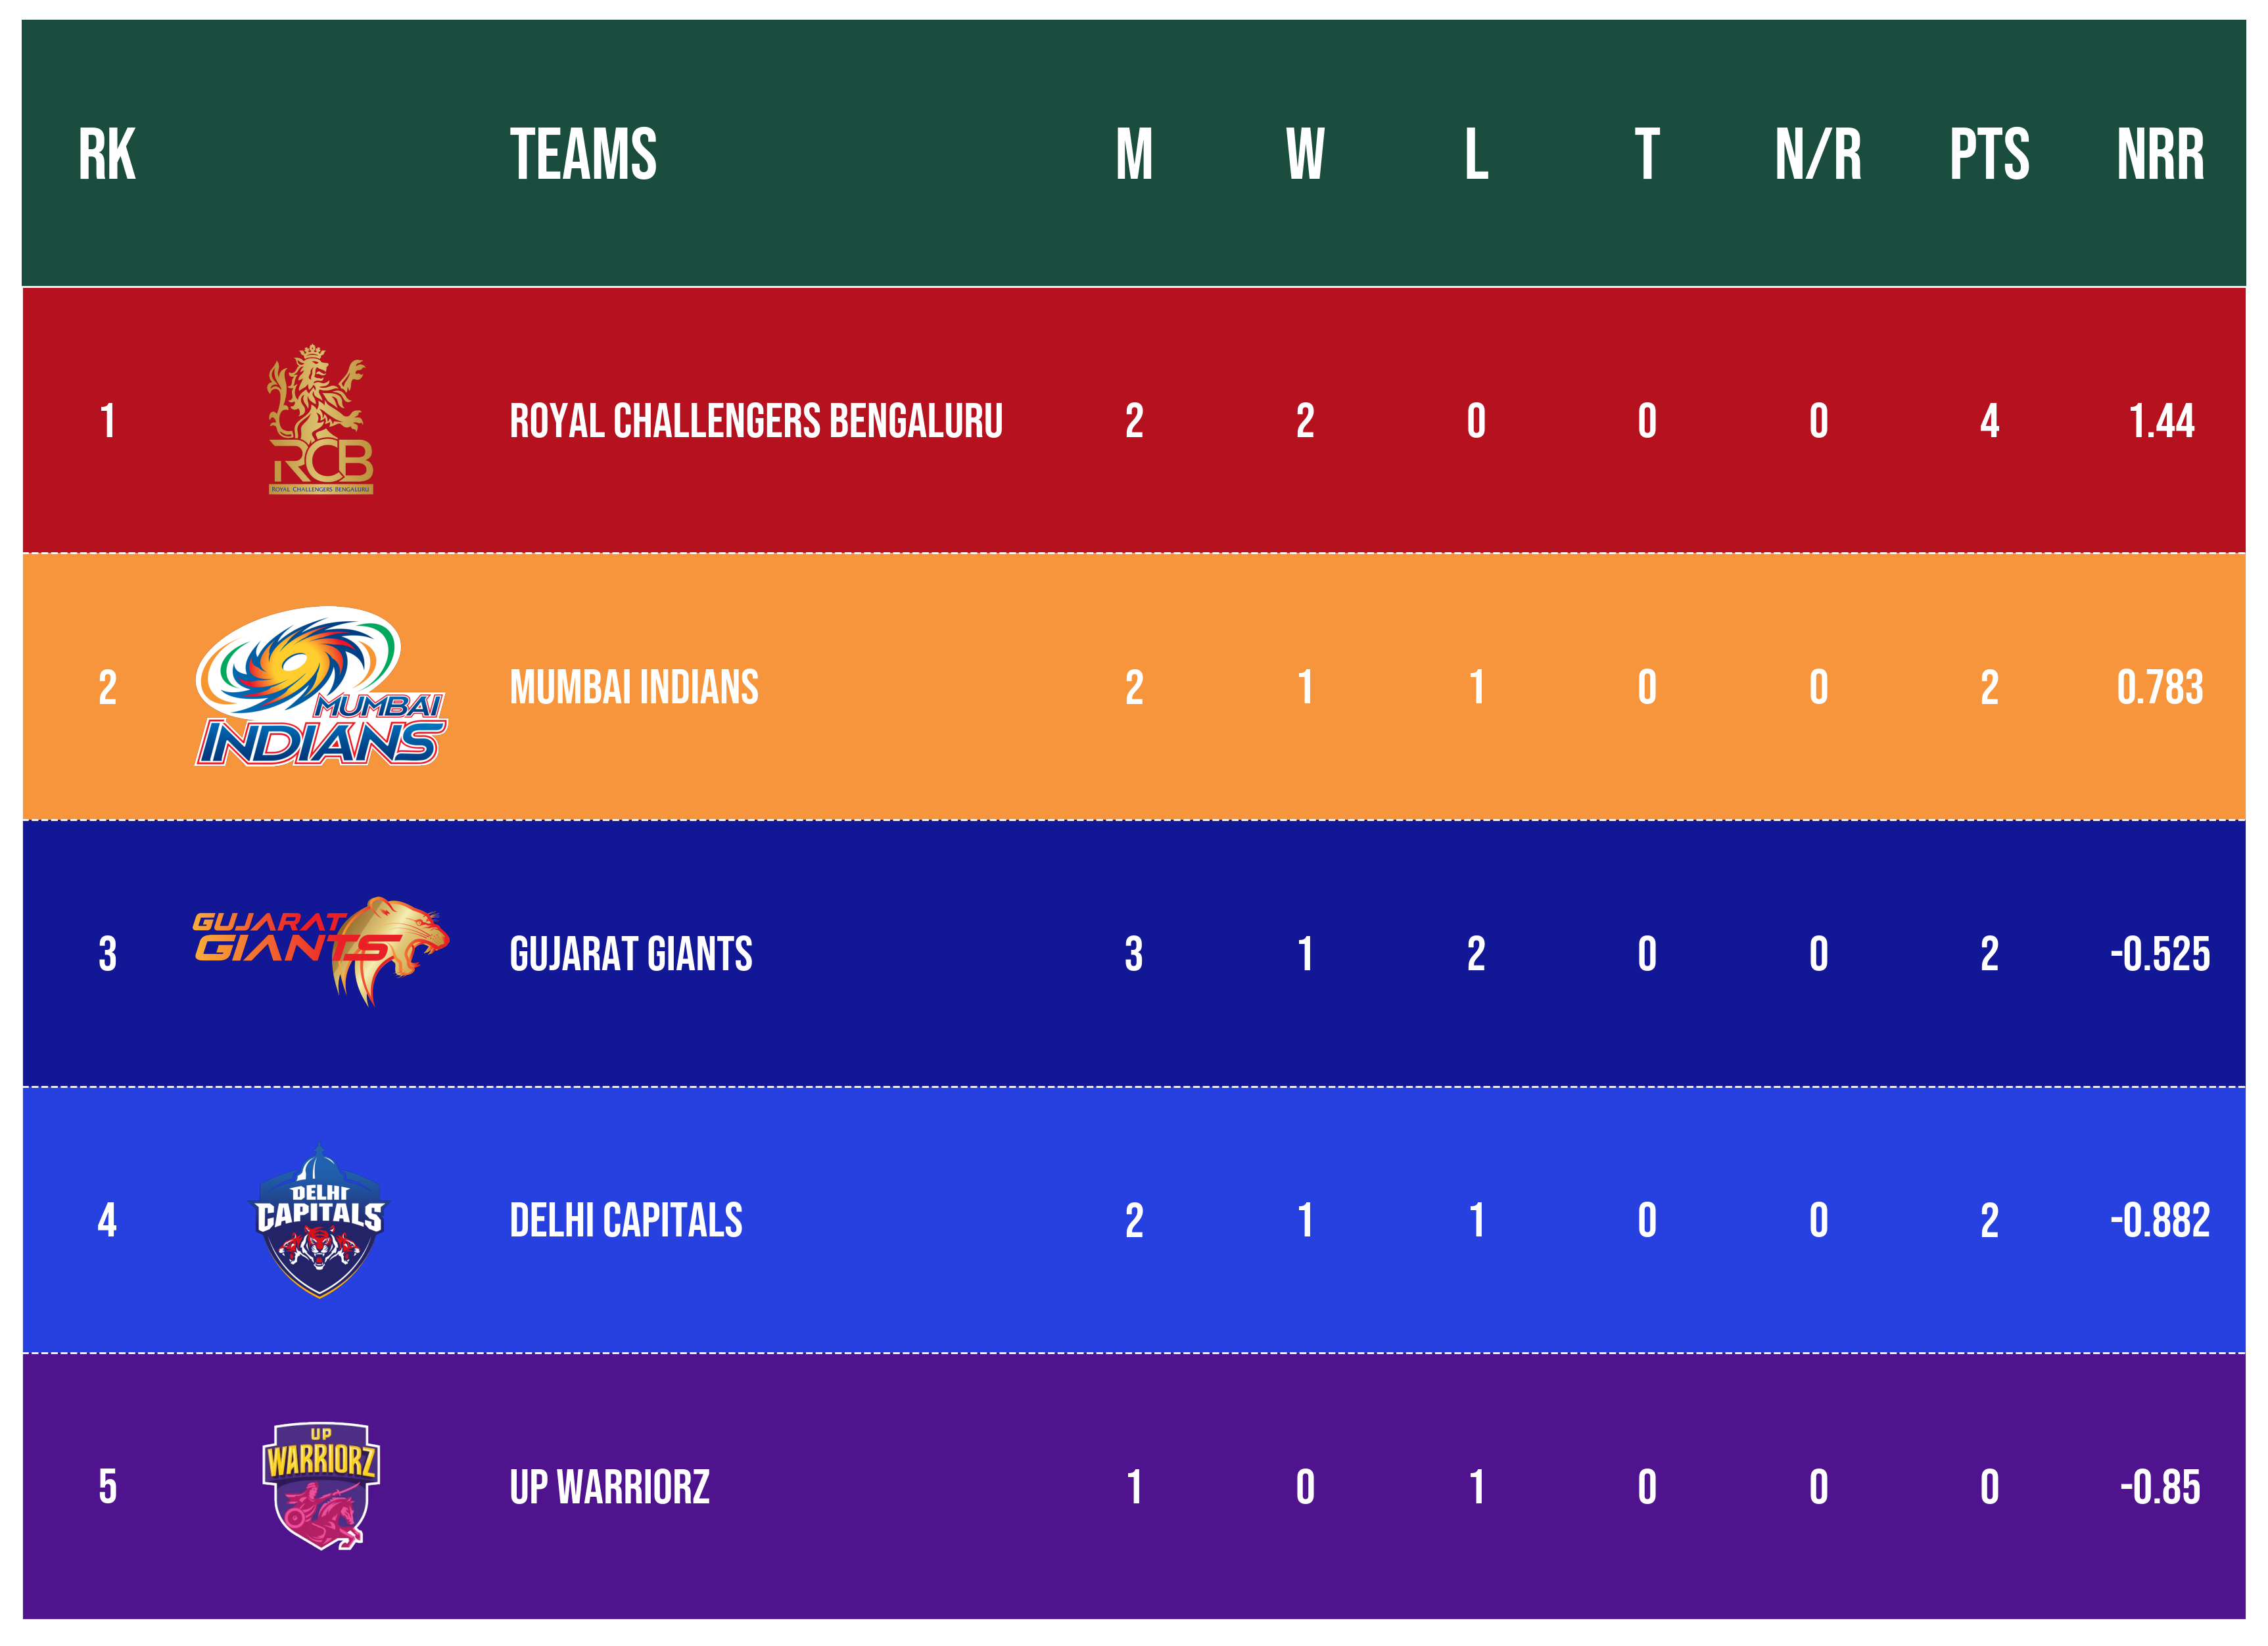 RK TEAMS M W L T N/R PTS NRR
1 RCB ROYAL CHALLENGERS BENGALURU ROYAL CHALLENGERS BENGALURU 2 2 0 0 0 4 1.44
2 MUMBAI INDIANS MUMBAI INDIANS 2 1 1 0 0 2 0.783
3 GUJARAT GIANTS GUJARAT GIANTS 3 1 2 0 0 2 -0.525
4 DELHI CAPITALS DELHI CAPITALS 2 1 1 0 0 2 -0.882
5 UP WARRIORZ UP WARRIORZ 1 0 1 0 0 0 -0.85